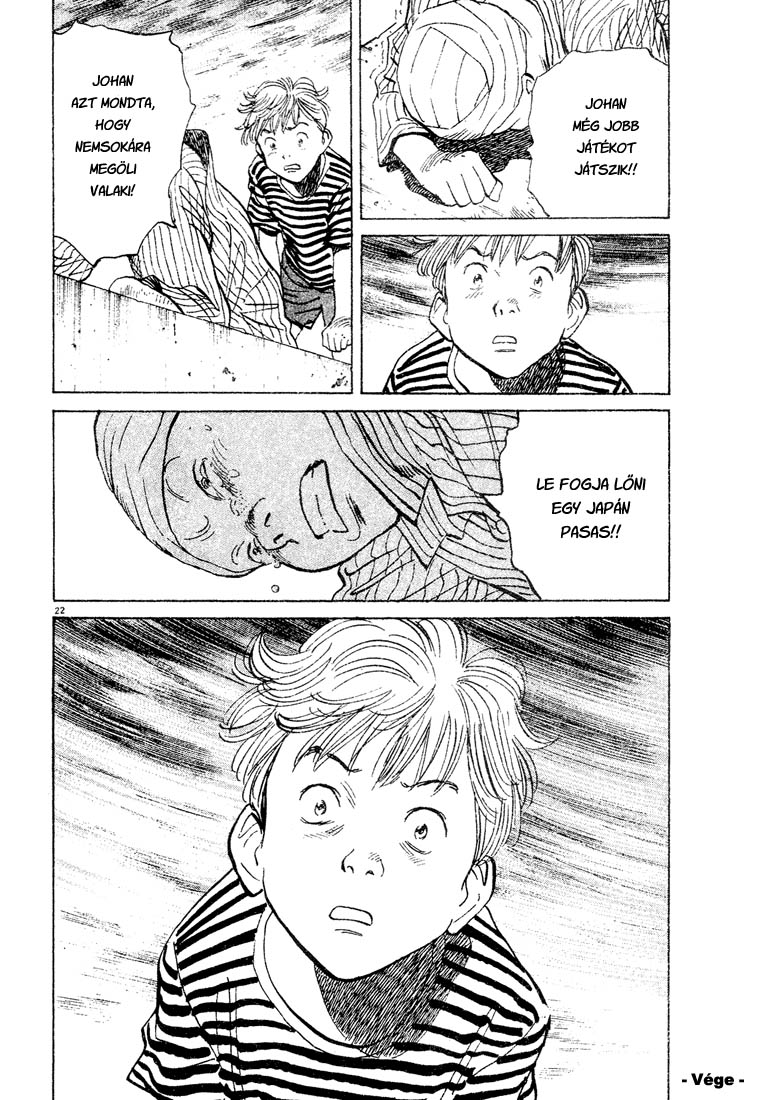 JOHAN
MÉG JOBB
JÁTÉKOT
JÁTSZIK!!
JOHAN
AZT MONDTA,
HOGY
NEMSOKÁRA
MEGÖLI
VALAKI!
LE FOGJA LŐNI
EGY JAPÁN
PASAS!!
22
- Vége -